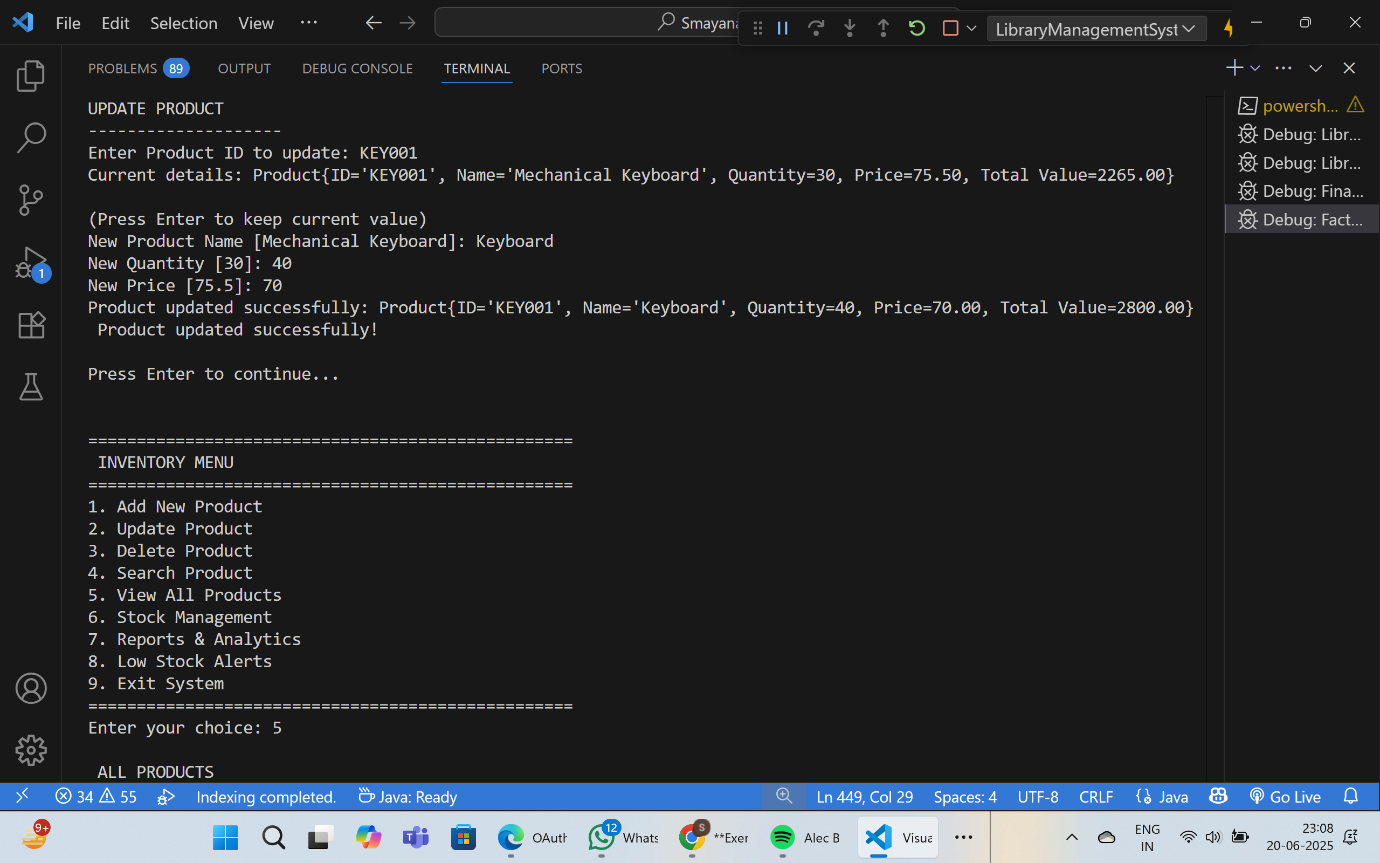 File Edit Selection View ... Smayana LibraryManagementSyst
PROBLEMS 89 OUTPUT DEBUG CONSOLE TERMINAL PORTS
UPDATE PRODUCT
--------------------
Enter Product ID to update: KEY001
Current details: Product{ID='KEY001', Name='Mechanical Keyboard', Quantity=30, Price=75.50, Total Value=2265.00}
(Press Enter to keep current value)
New Product Name [Mechanical Keyboard]: Keyboard
New Quantity [30]: 40
New Price [75.5]: 70
Product updated successfully: Product{ID='KEY001', Name='Keyboard', Quantity=40, Price=70.00, Total Value=2800.00}
Product updated successfully!
Press Enter to continue...
==================================================
INVENTORY MENU
==================================================
1. Add New Product
2. Update Product
3. Delete Product
4. Search Product
5. View All Products
6. Stock Management
7. Reports & Analytics
8. Low Stock Alerts
9. Exit System
==================================================
Enter your choice: 5
ALL PRODUCTS
powersh...
Debug: Libr...
Debug: Libr...
Debug: Fina...
Debug: Fact...
1
34 55 Indexing completed. Java: Ready Ln 449, Col 29 Spaces: 4 UTF-8 CRLF Java Go Live
9+ OAuth 12 Whats S **Exer Alec B Visua ... ENG IN 23:08 20-06-2025